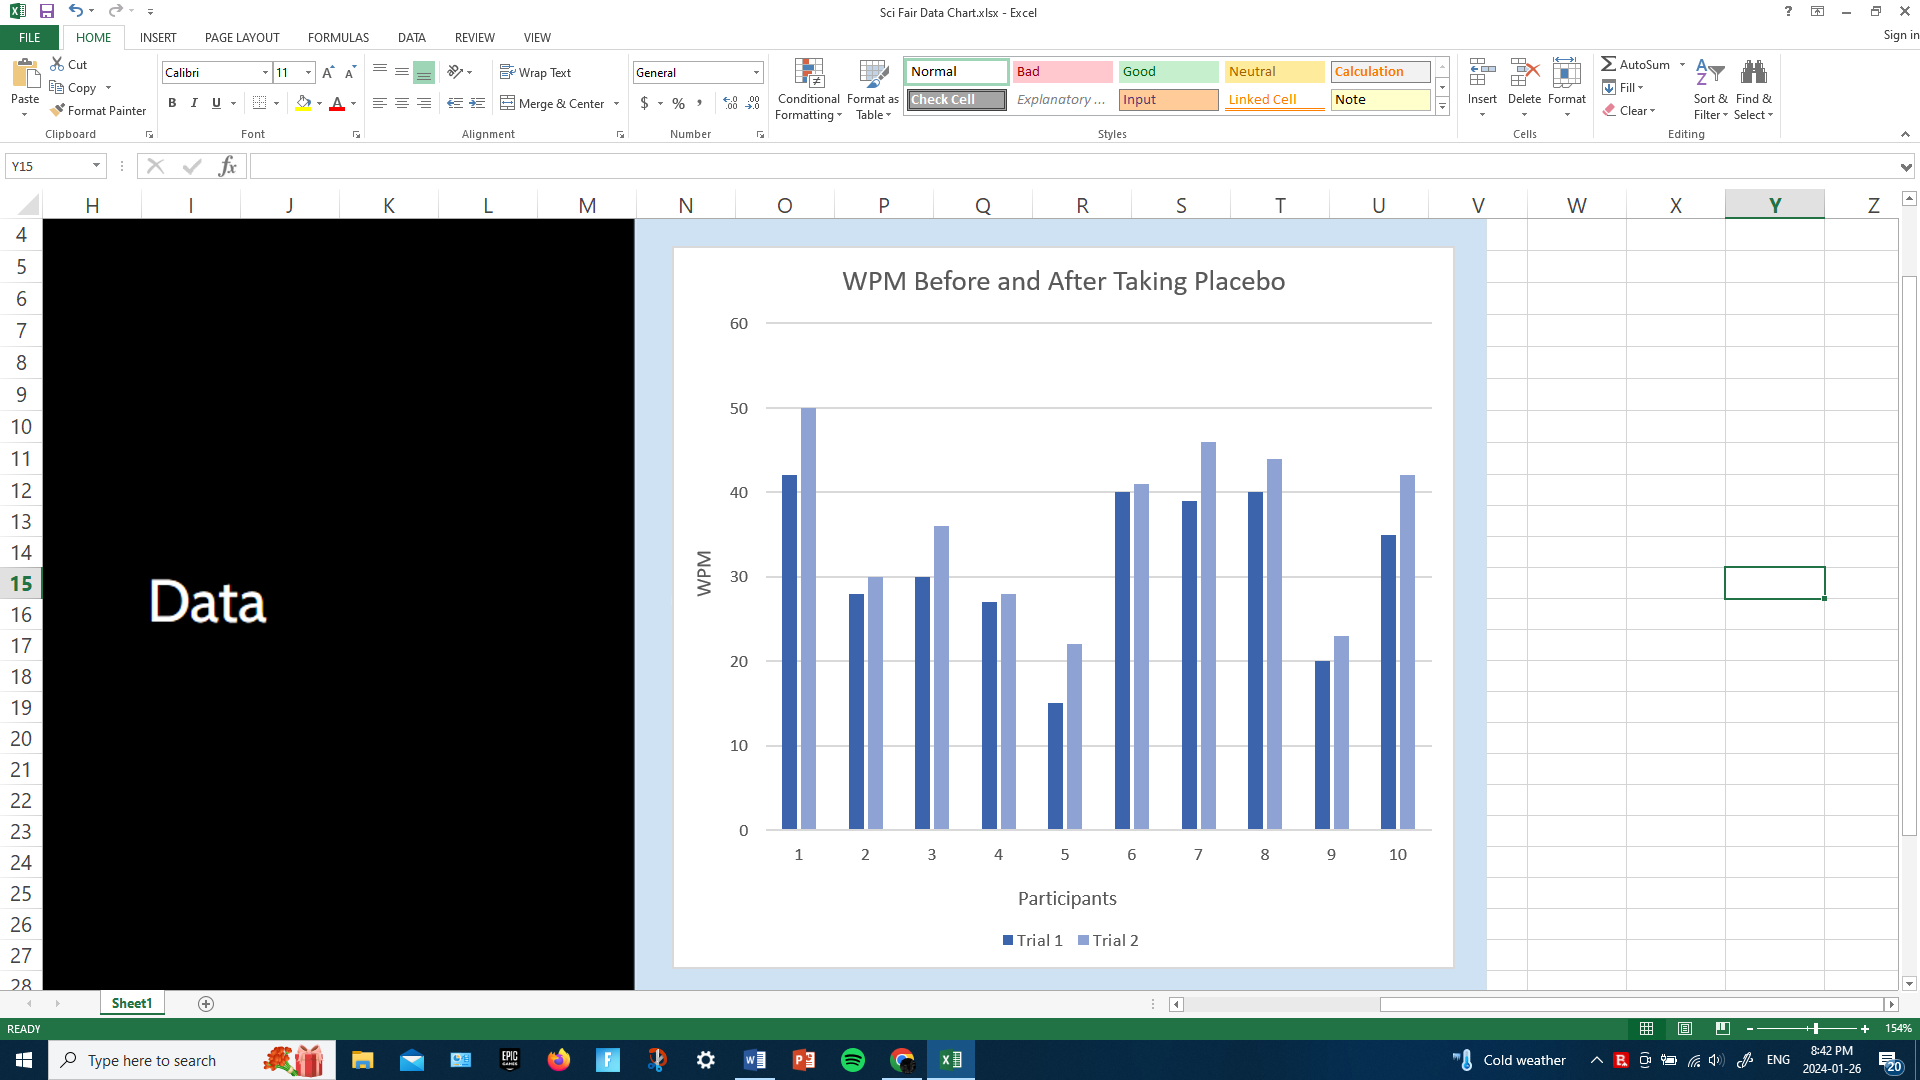 Sci Fair Data Chart.xlsx - Excel
?
FILE HOME INSERT PAGE LAYOUT FORMULAS DATA REVIEW VIEW Sign in
Paste Cut Copy Format Painter
Calibri 11
B I U A
Wrap Text
Merge & Center
General
$ % ,
Conditional Formatting
Format as Table
Normal Bad Good Neutral Calculation
Check Cell Explanatory ... Input Linked Cell Note
Insert Delete Format
AutoSum
Fill
Clear
Sort & Filter
Find & Select
Clipboard Font Alignment Number Styles Cells Editing
Y15 fx
H I J K L M N O P Q R S T U V W X Y Z
4
5
6
7
8
9
10
11
12
13
14
15
16
17
18
19
20
21
22
23
24
25
26
27
28
Data
WPM Before and After Taking Placebo
60
50
40
30
20
10
0
WPM
1 2 3 4 5 6 7 8 9 10
Participants
Trial 1 Trial 2
Sheet1
READY 154%
Type here to search
EPIC GAMES
Cold weather
ENG
8:42 PM
2024-01-26
20